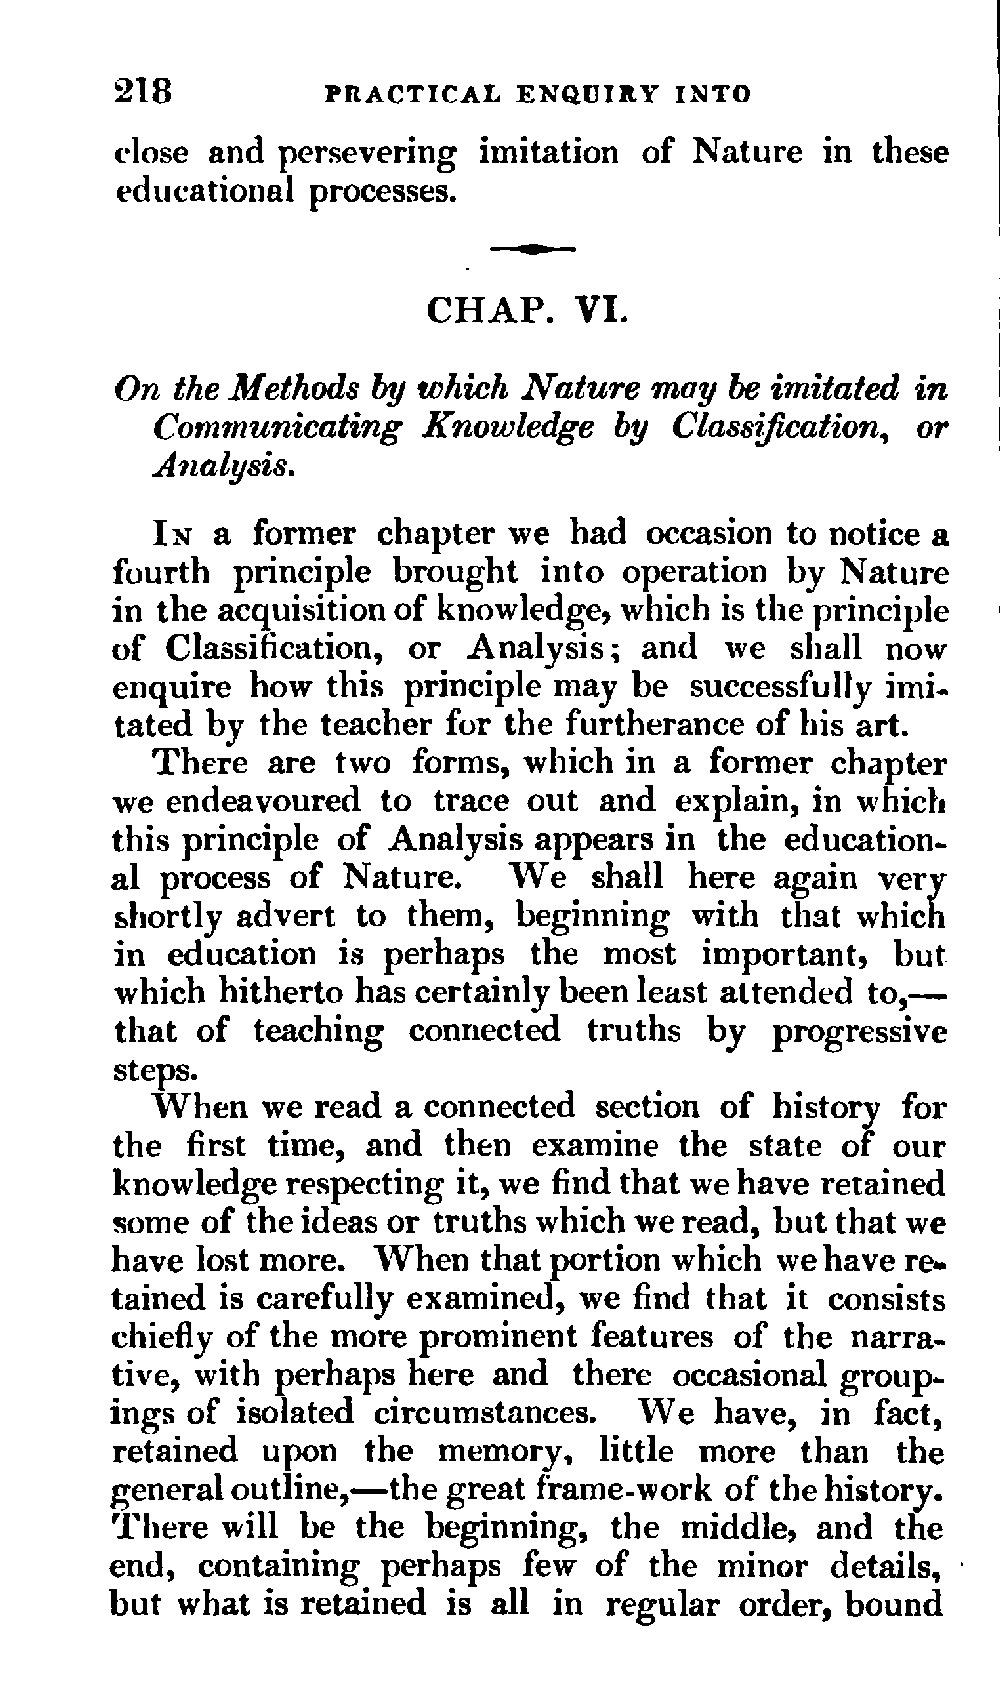 218 PRACTICAL ENQUIRY INTO
close and persevering imitation of Nature in these
educational processes.
CHAP. VI.
On the Methods by which Nature may be imitated in
Communicating Knowledge by Classification, or
Analysis.
In a former chapter we had occasion to notice a
fourth principle brought into operation by Nature
in the acquisition of knowledge, which is the principle
of Classification, or Analysis; and we shall now
enquire how this principle may be successfully imi-
tated by the teacher for the furtherance of his art.
There are two forms, which in a former chapter
we endeavoured to trace out and explain, in which
this principle of Analysis appears in the education-
al process of Nature. We shall here again very
shortly advert to them, beginning with that which
in education is perhaps the most important, but
which hitherto has certainly been least attended to,—
that of teaching connected truths by progressive
steps.
When we read a connected section of history for
the first time, and then examine the state of our
knowledge respecting it, we find that we have retained
some of the ideas or truths which we read, but that we
have lost more. When that portion which we have re-
tained is carefully examined, we find that it consists
chiefly of the more prominent features of the narra-
tive, with perhaps here and there occasional group-
ings of isolated circumstances. We have, in fact,
retained upon the memory, little more than the
general outline,—the great frame-work of the history.
There will be the beginning, the middle, and the
end, containing perhaps few of the minor details,
but what is retained is all in regular order, bound